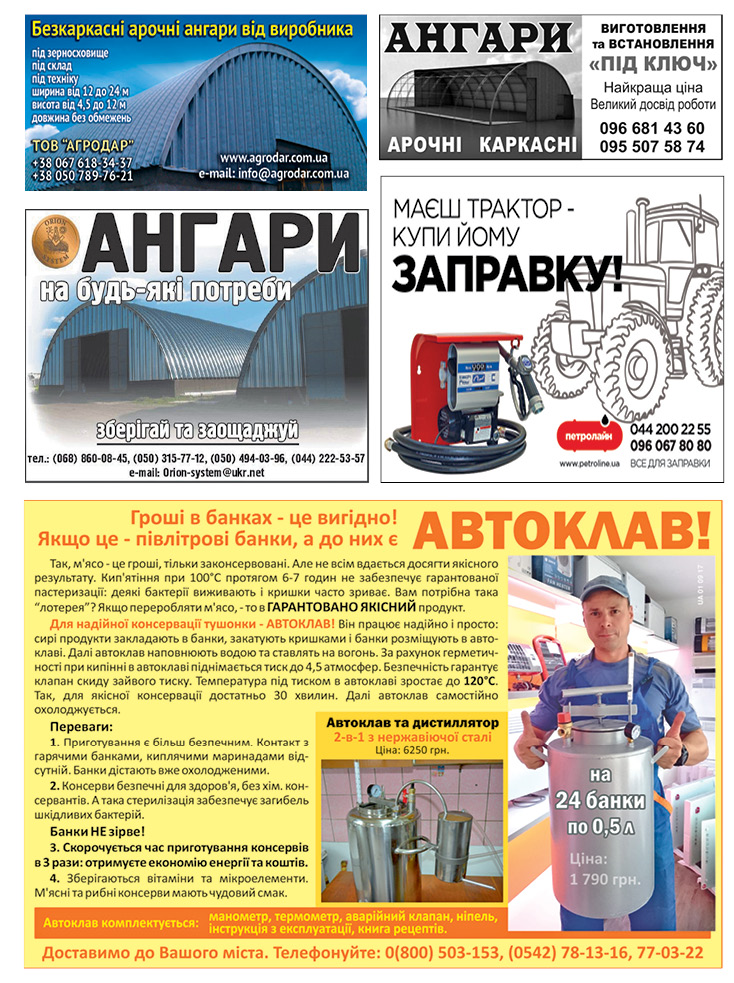 Безкаркасні арочні ангари від виробника
під зерносховище
під склад
під техніку
ширина від 12 до 24 м
висота від 4,5 до 12 м
довжина без обмежень
ТОВ "АГРОДАР"
+38 067 618-34-37
+38 050 789-76-21
www.agrodar.com.ua
e-mail: info@agrodar.com.ua
АНГАРИ
АРОЧНІ КАРКАСНІ
ВИГОТОВЛЕННЯ
та ВСТАНОВЛЕННЯ
«ПІД КЛЮЧ»
Найкраща ціна
Великий досвід роботи
096 681 43 60
095 507 58 74
ORION
SYSTEM
АНГАРИ
на будь-які потреби
зберігай та заощаджуй
тел.: (068) 860-08-45, (050) 315-77-12, (050) 494-03-96, (044) 222-53-57
e-mail: Orion-system@ukr.net
МАЄШ ТРАКТОР -
КУПИ ЙОМУ
ЗАПРАВКУ!
петролайн
www.petroline.ua
044 200 22 55
096 067 80 80
ВСЕ ДЛЯ ЗАПРАВКИ
Гроші в банках - це вигідно!
Якщо це - півлітрові банки, а до них є
АВТОКЛАВ!
Так, м'ясо - це гроші, тільки законсервовані. Але не всім вдається досягти якісного
результату. Кип'ятіння при 100°С протягом 6-7 годин не забезпечує гарантованої
пастеризації: деякі бактерії виживають і кришки часто зриває. Вам потрібна така
"лотерея"? Якщо переробляти м'ясо, - то в ГАРАНТОВАНО ЯКІСНИЙ продукт.
Для надійної консервації тушонки - АВТОКЛАВ! Він працює надійно і просто:
сирі продукти закладають в банки, закатують кришками і банки розміщують в авто-
клаві. Далі автоклав наповнюють водою та ставлять на вогонь. За рахунок герметич-
ності при кипінні в автоклаві піднімається тиск до 4,5 атмосфер. Безпечність гарантує
клапан скиду зайвого тиску. Температура під тиском в автоклаві зростає до 120°С.
Так, для якісної консервації достатньо 30 хвилин. Далі автоклав самостійно
охолоджується.
Переваги:
1. Приготування є більш безпечним. Контакт з
гарячими банками, киплячими маринадами від-
сутній. Банки дістають вже охолодженими.
2. Консерви безпечні для здоров'я, без хім. кон-
сервантів. А така стерилізація забезпечує загибель
шкідливих бактерій.
Банки НЕ зірве!
3. Скорочується час приготування консервів
в 3 рази: отримуєте економію енергії та коштів.
4. Зберігаються вітаміни та мікроелементи.
М'ясні та рибні консерви мають чудовий смак.
Автоклав та дистиллятор
2-в-1 з нержавіючої сталі
Ціна: 6250 грн.
UA 01 09 17
на
24 банки
по 0,5 л
Ціна:
1 790 грн.
Автоклав комплектується: манометр, термометр, аварійний клапан, ніпель,
інструкція з експлуатації, книга рецептів.
Доставимо до Вашого міста. Телефонуйте: 0(800) 503-153, (0542) 78-13-16, 77-03-22